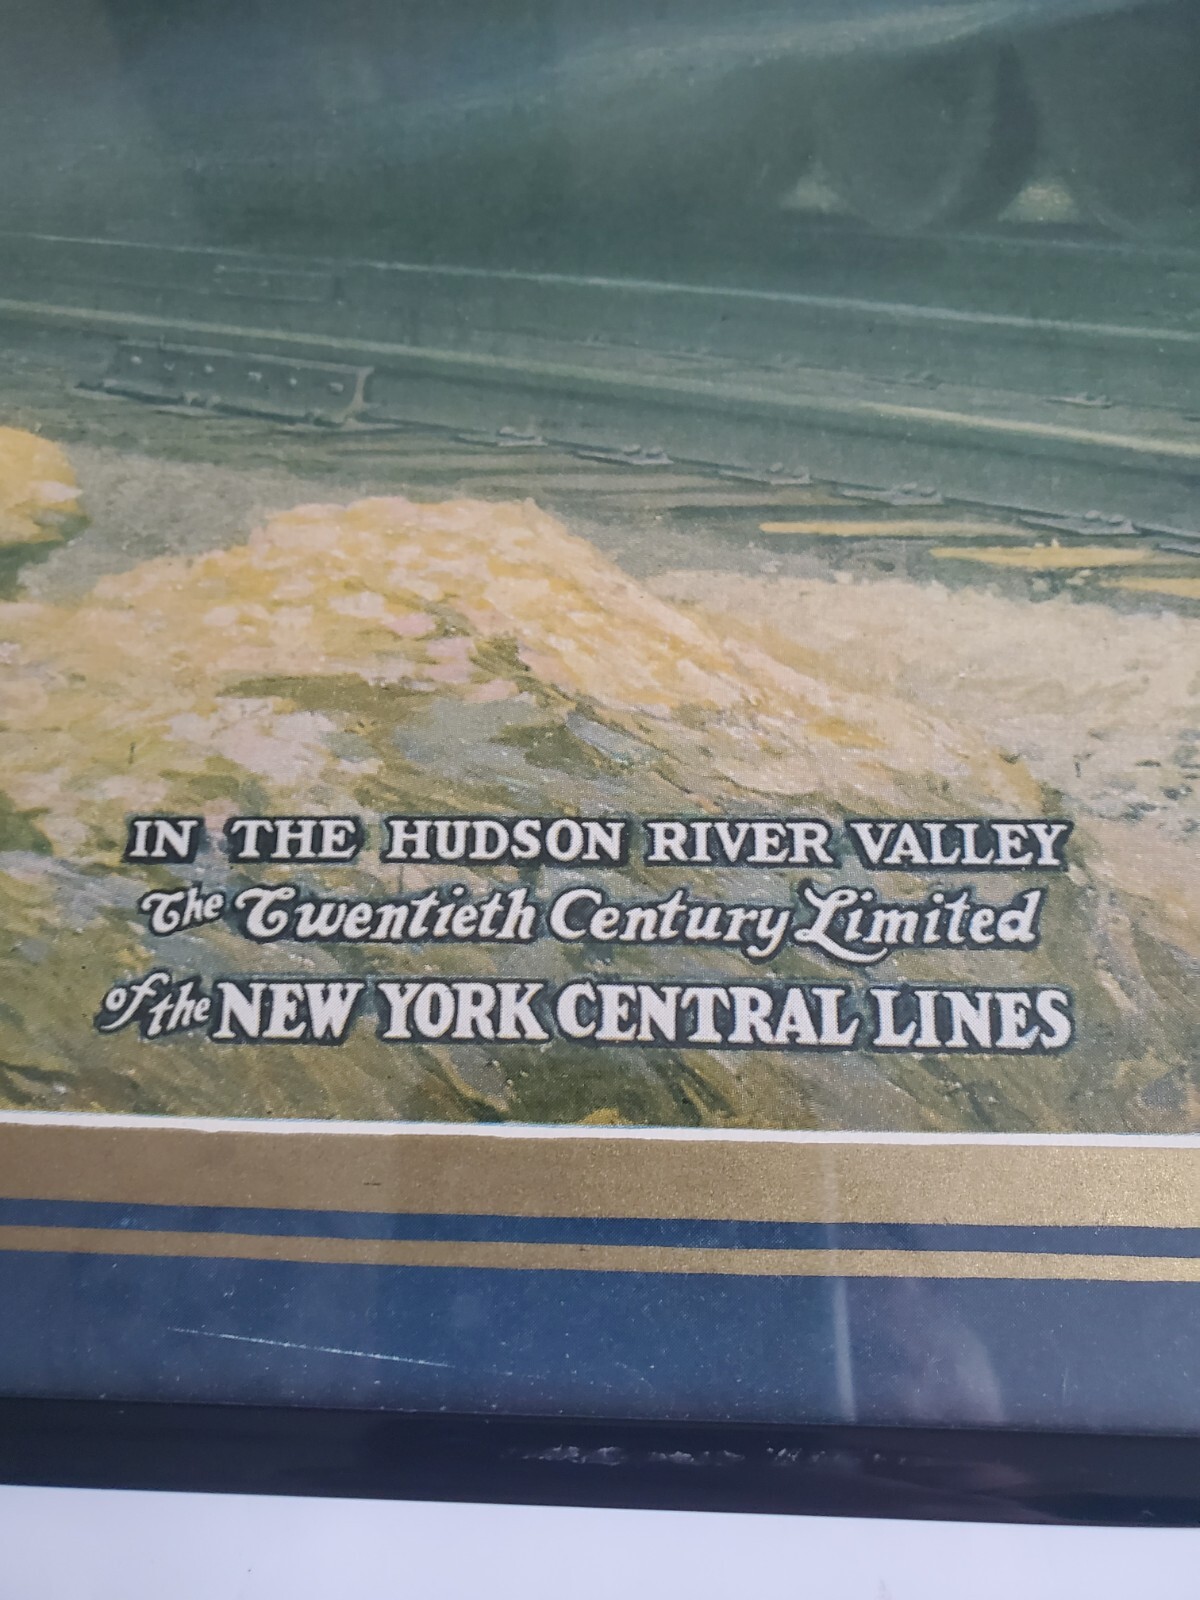 IN THE HUDSON RIVER VALLEY
The Twentieth Century Limited
of the NEW YORK CENTRAL LINES